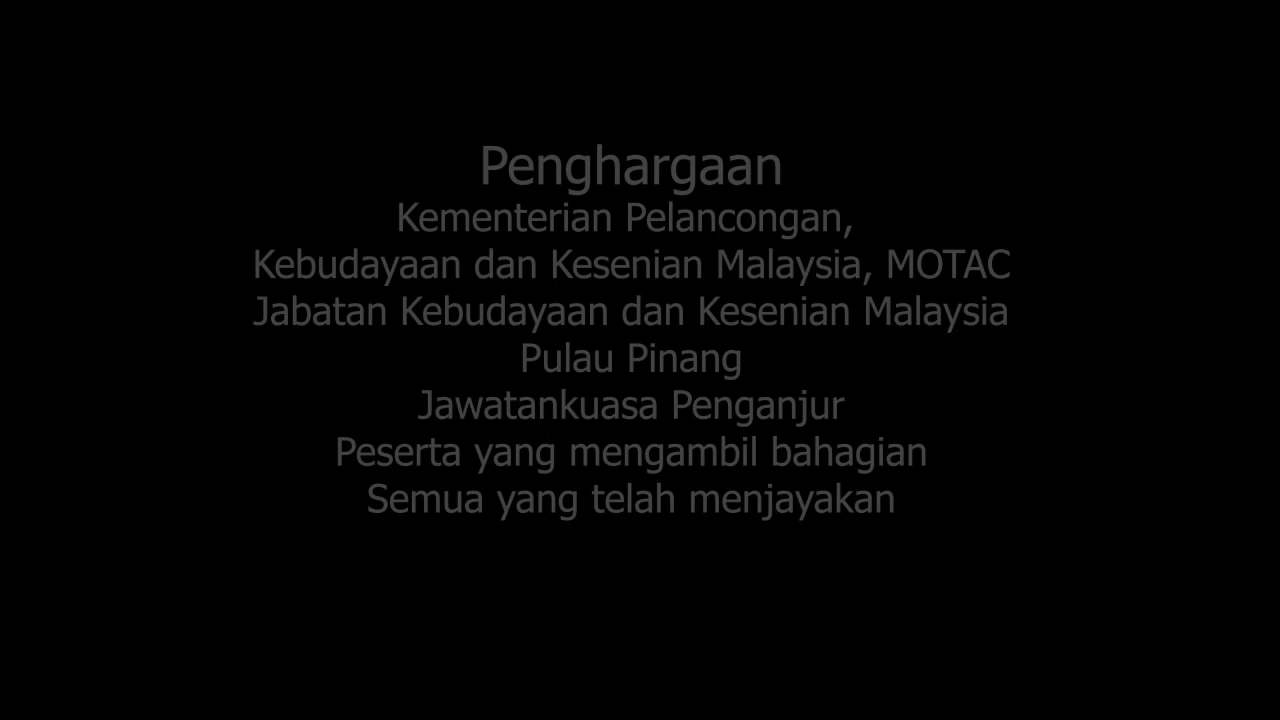 Penghargaan
Kementerian Pelancongan,
Kebudayaan dan Kesenian Malaysia, MOTAC
Jabatan Kebudayaan dan Kesenian Malaysia
Pulau Pinang
Jawatankuasa Penganjur
Peserta yang mengambil bahagian
Semua yang telah menjayakan